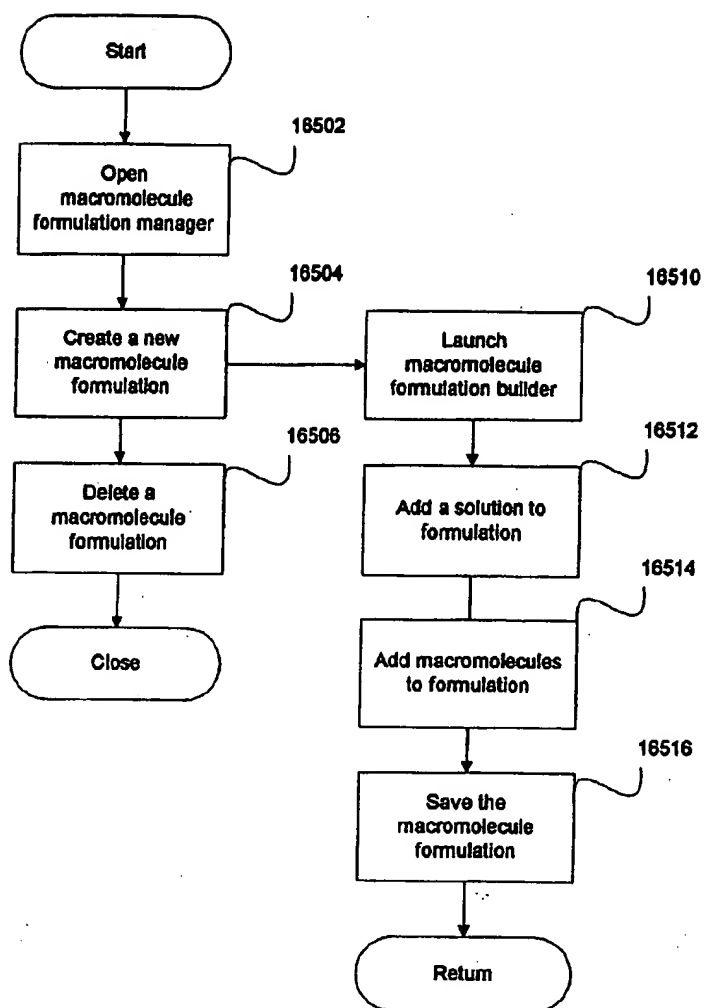 Start
16502
Open
macromolecule
formulation manager
16504
Create a new
macromolecule
formulation
16506
Delete a
macromolecule
formulation
Close
16510
Launch
macromolecule
formulation builder
16512
Add a solution to
formulation
16514
Add macromolecules
to formulation
16516
Save the
macromolecule
formulation
Return